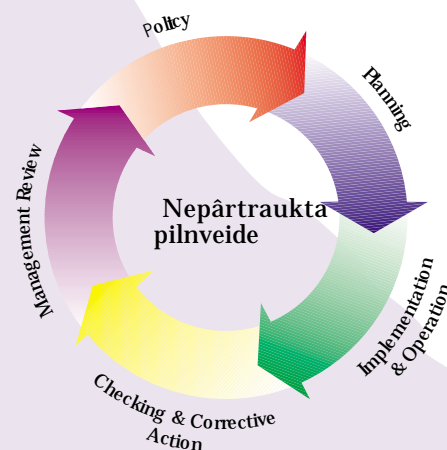 Policy
Planning
Implementation
& Operation
Checking & Corrective
Action
Management Review
Nepârtraukta
pilnveide